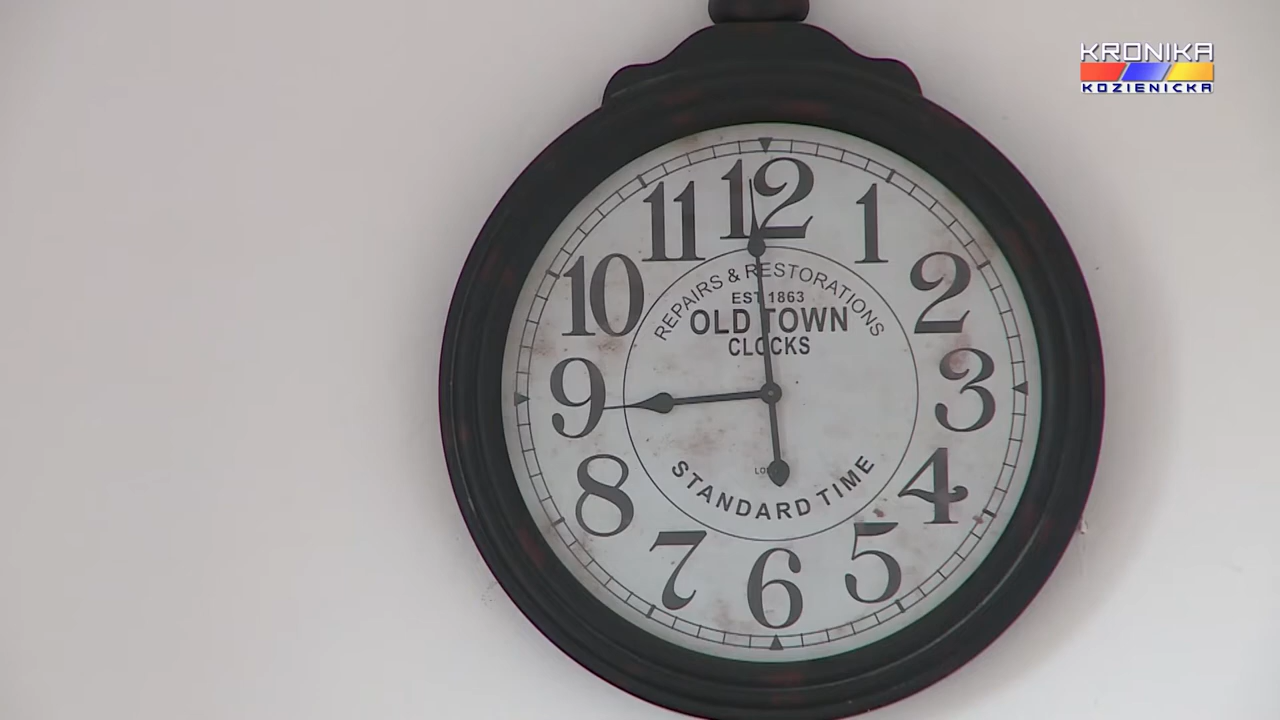 KRONIKA
KOZIENICKA
12
11 1
10 2
REPAIRS & RESTORATIONS
EST 1863
OLD TOWN
CLOCKS
9 3
8 4
STANDARD TIME
7 5
6